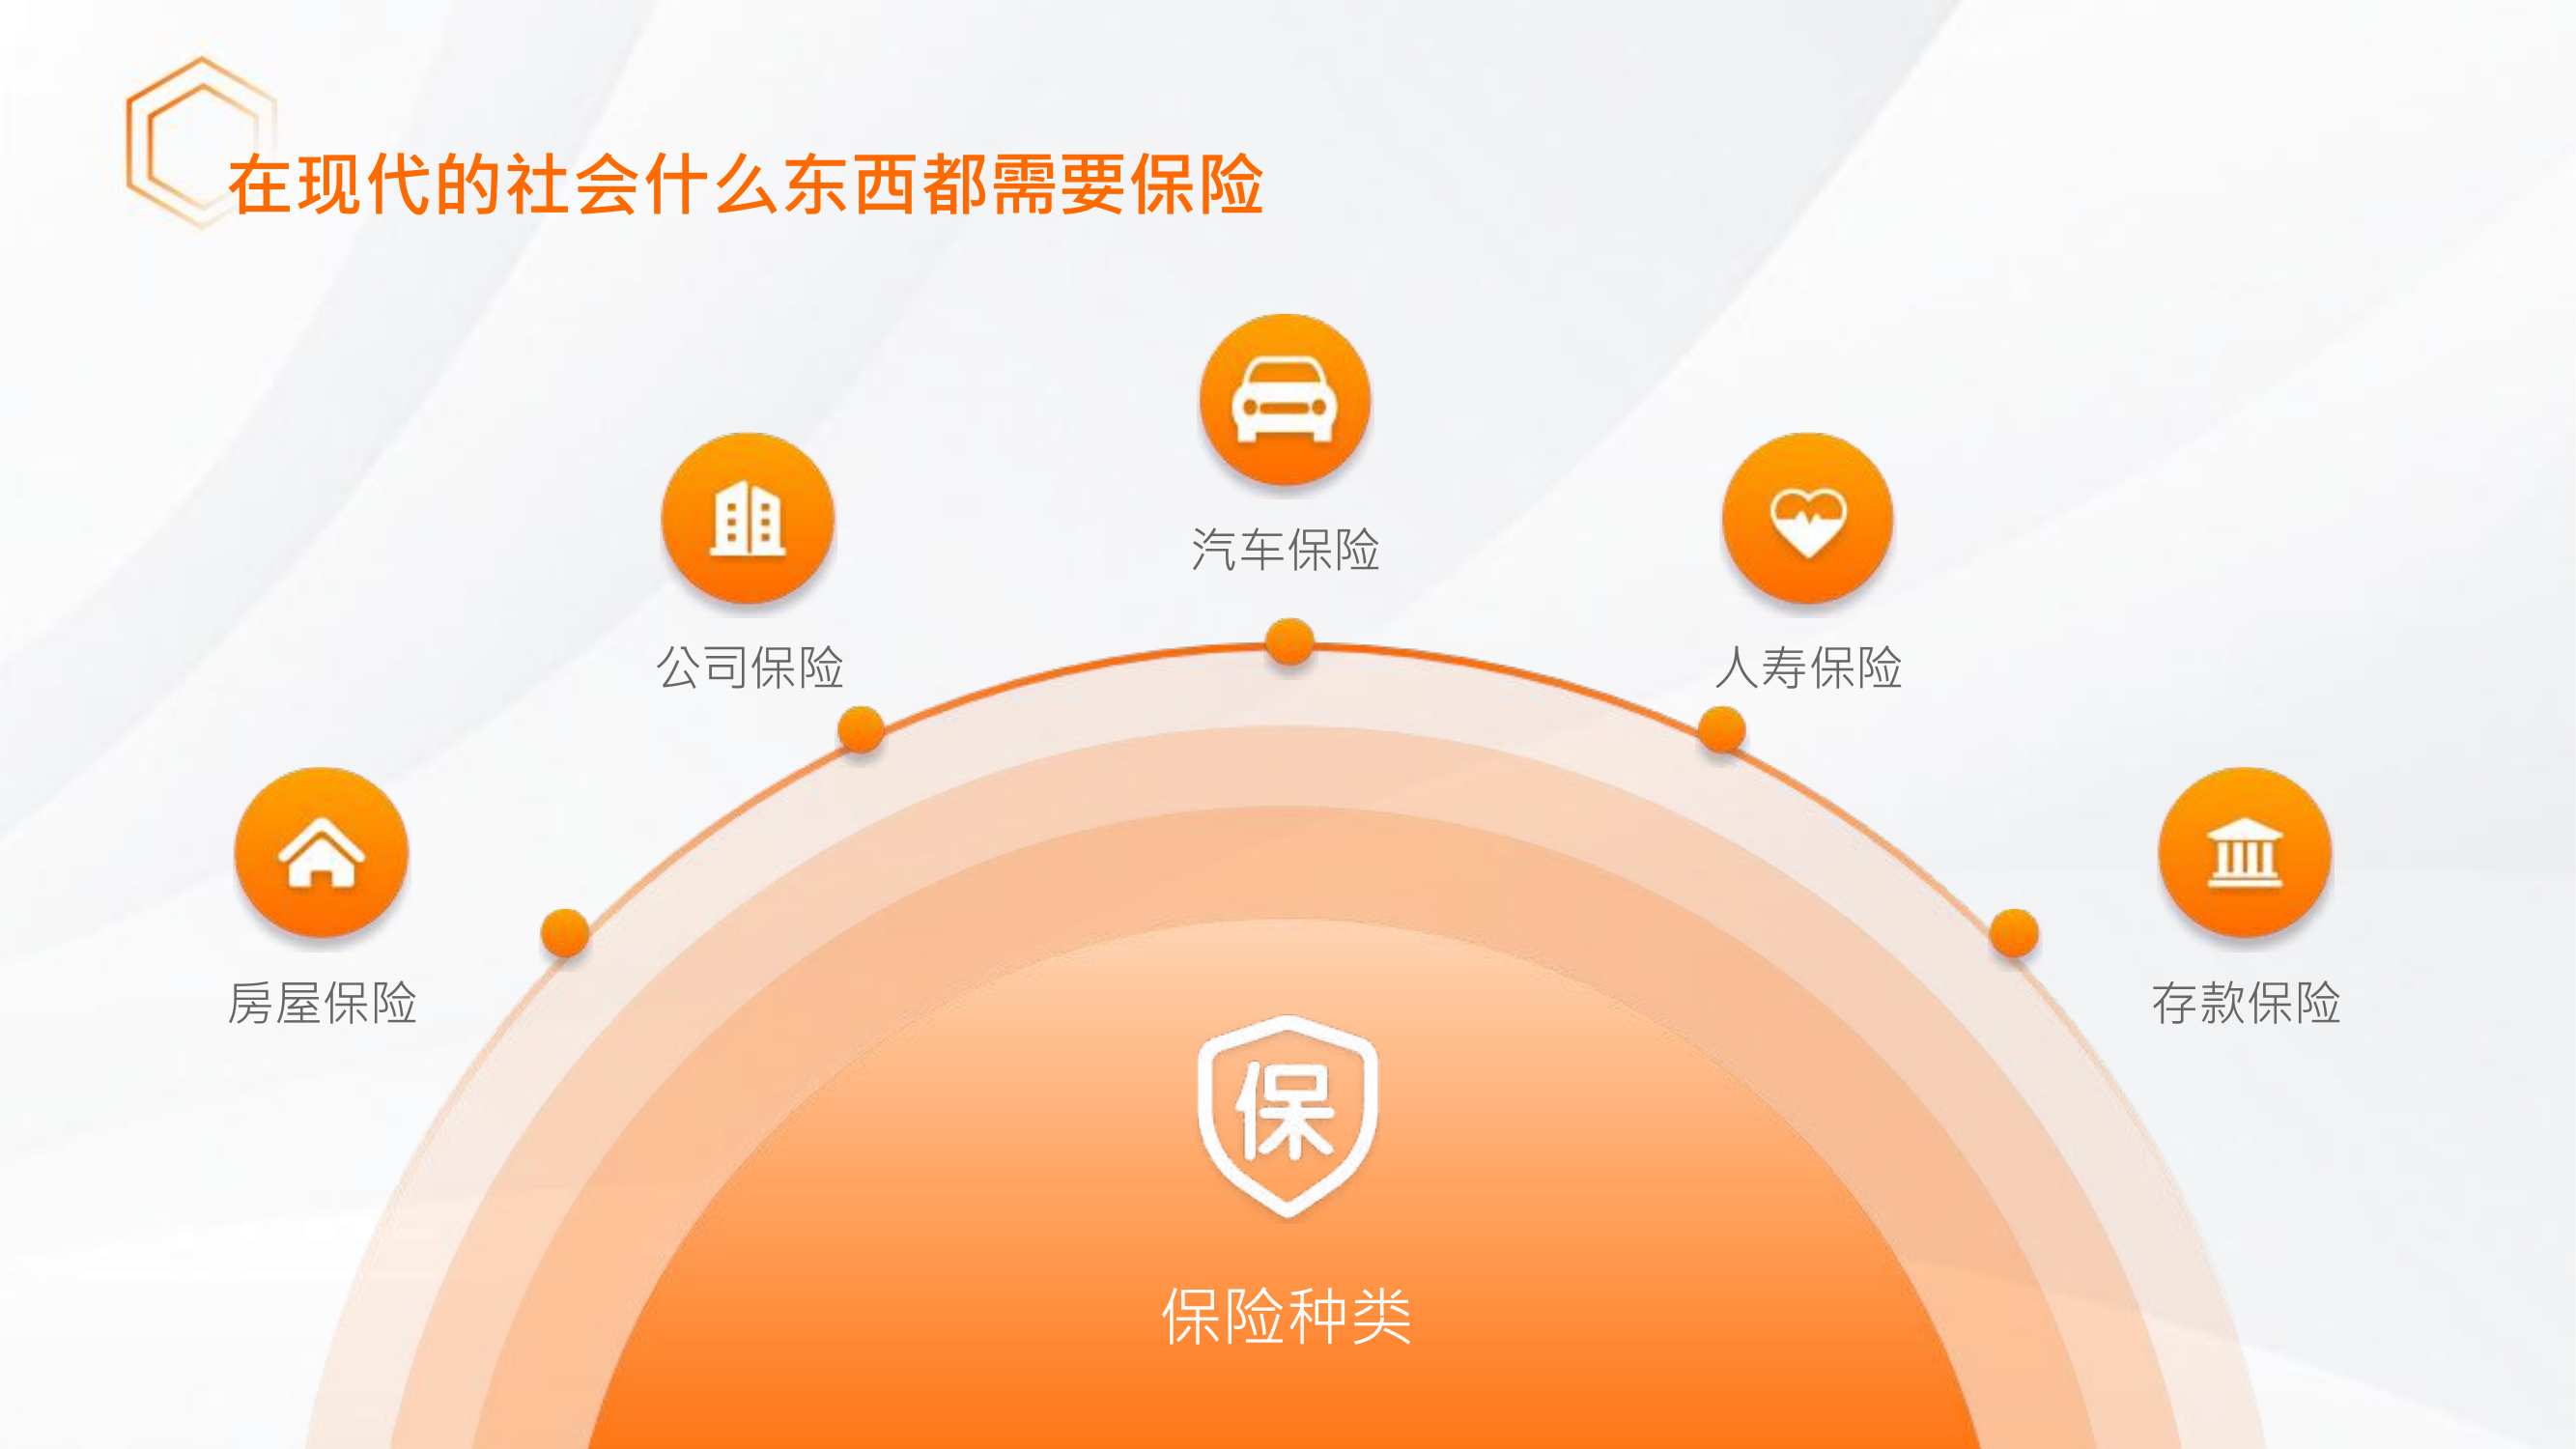 在现代的社会什么东西都需要保险
汽车保险
公司保险
人寿保险
房屋保险
存款保险
保
保险种类